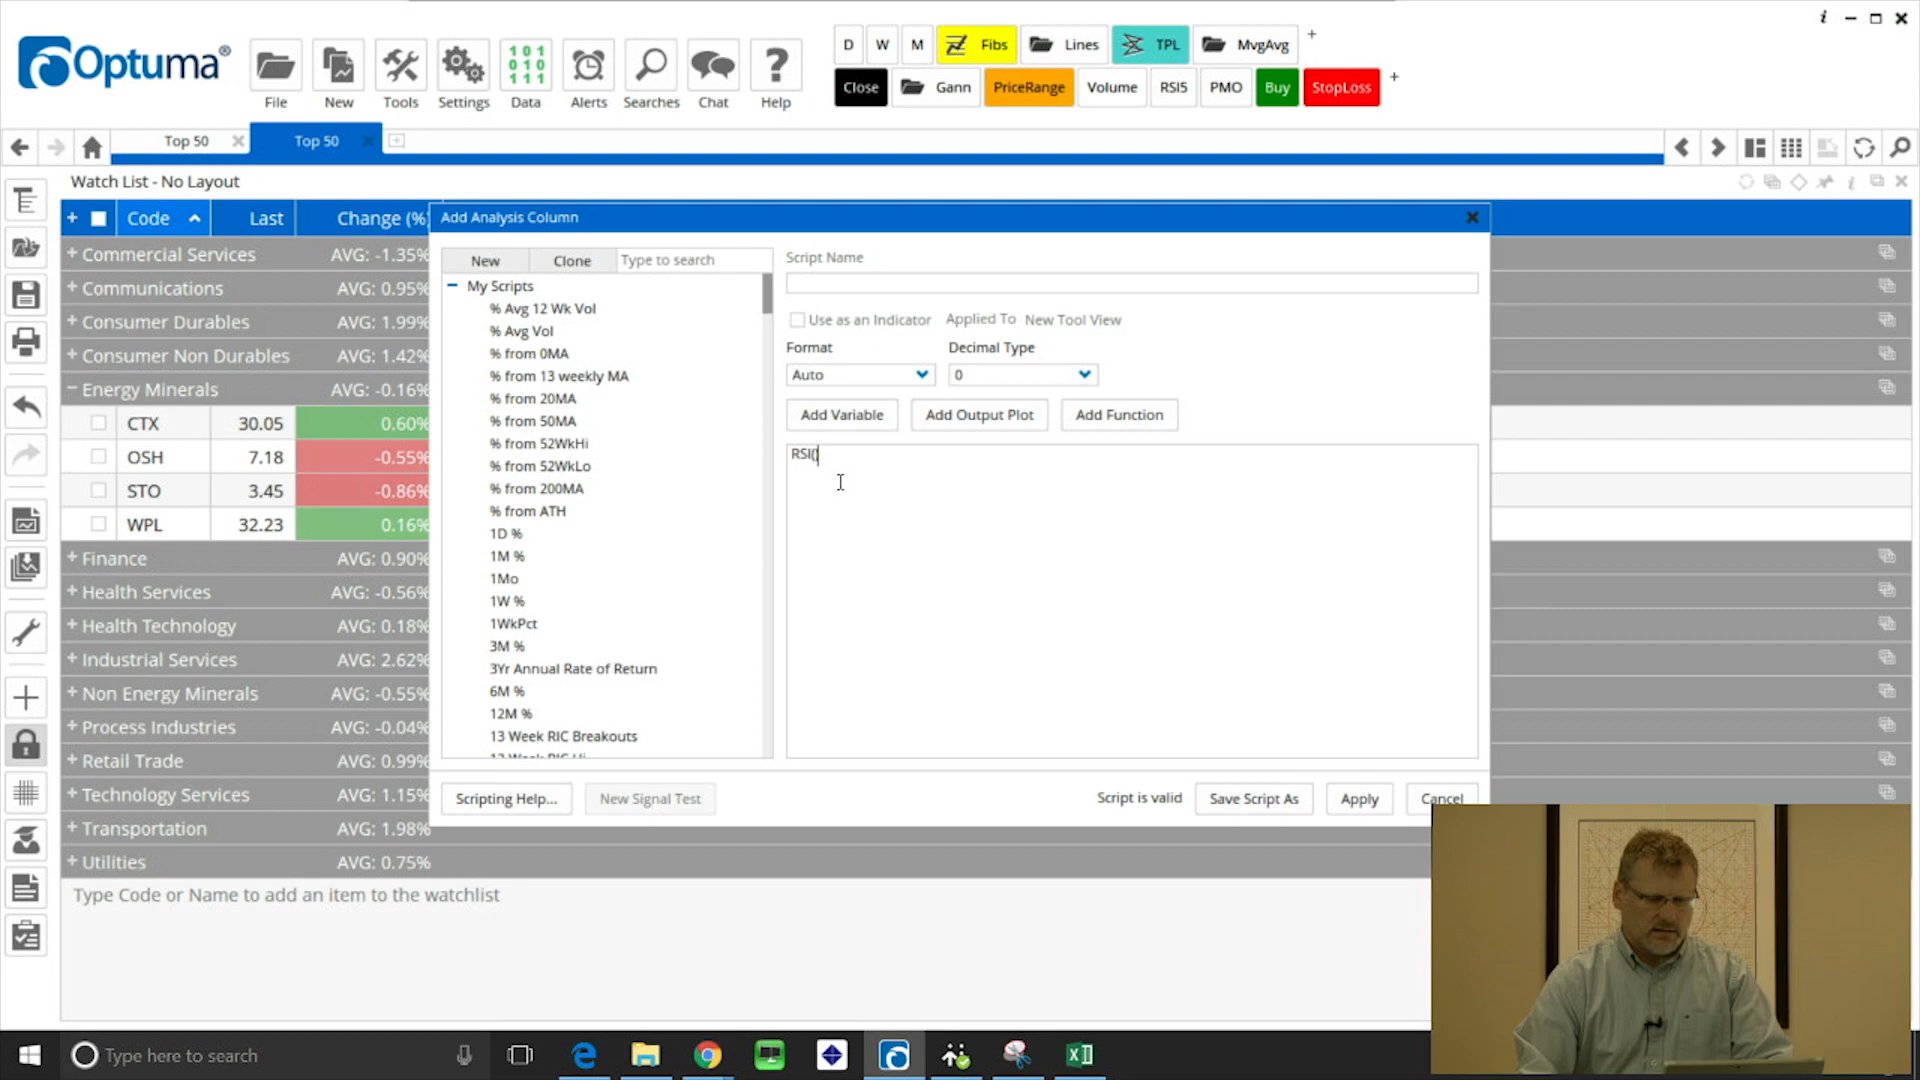 Optuma®
File
New
Tools
Settings
Data
Alerts
Searches
Chat
Help
D W M Fibs Lines TPL MvgAvg +
Close Gann PriceRange Volume RSI5 PMO Buy StopLoss +
Top 50
Top 50
Watch List - No Layout
+ Code Last Change (%)
+ Commercial Services AVG: -1.35%
+ Communications AVG: 0.95%
+ Consumer Durables AVG: 1.99%
+ Consumer Non Durables AVG: 1.42%
− Energy Minerals AVG: -0.16%
CTX 30.05 0.60%
OSH 7.18 -0.55%
STO 3.45 -0.86%
WPL 32.23 0.16%
+ Finance AVG: 0.90%
+ Health Services AVG: -0.56%
+ Health Technology AVG: 0.18%
+ Industrial Services AVG: 2.62%
+ Non Energy Minerals AVG: -0.55%
+ Process Industries AVG: -0.04%
+ Retail Trade AVG: 0.99%
+ Technology Services AVG: 1.15%
+ Transportation AVG: 1.98%
+ Utilities AVG: 0.75%
Type Code or Name to add an item to the watchlist
Add Analysis Column
New Clone Type to search
− My Scripts
% Avg 12 Wk Vol
% Avg Vol
% from 0MA
% from 13 weekly MA
% from 20MA
% from 50MA
% from 52WkHi
% from 52WkLo
% from 200MA
% from ATH
1D %
1M %
1Mo
1W %
1WkPct
3M %
3Yr Annual Rate of Return
6M %
12M %
13 Week RIC Breakouts
Script Name
Use as an Indicator Applied To New Tool View
Format Decimal Type
Auto 0
Add Variable Add Output Plot Add Function
RSI()
Scripting Help... New Signal Test Script is valid Save Script As Apply Cancel
Type here to search